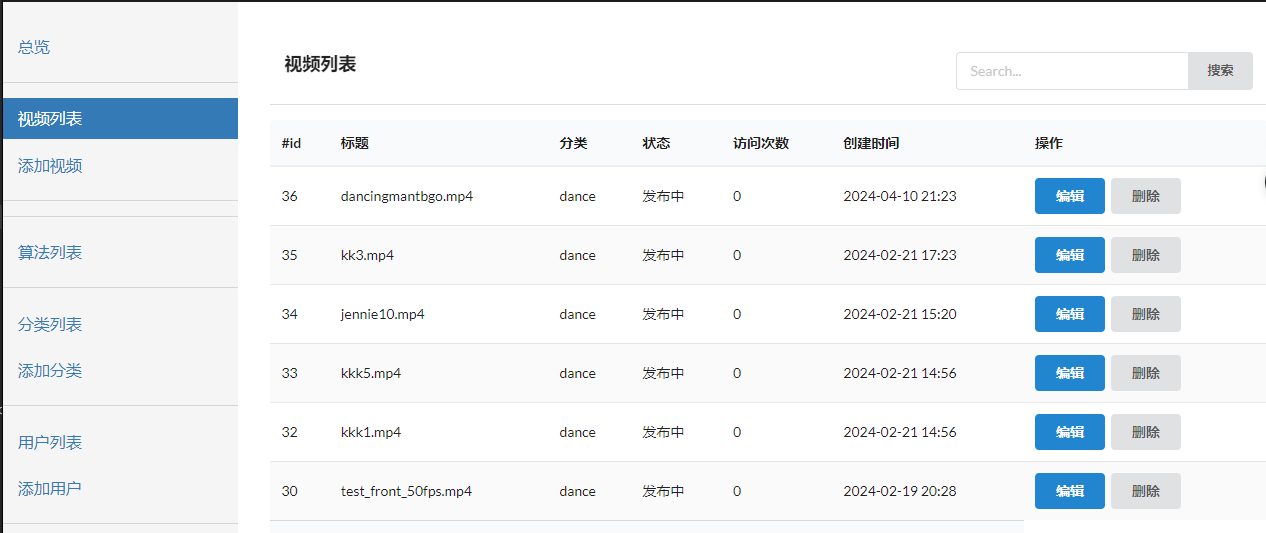 总览
视频列表
添加视频
算法列表
分类列表
添加分类
用户列表
添加用户
视频列表
Search...
搜索
#id 标题 分类 状态 访问次数 创建时间 操作
36 dancingmantbgo.mp4 dance 发布中 0 2024-04-10 21:23 编辑 删除
35 kk3.mp4 dance 发布中 0 2024-02-21 17:23 编辑 删除
34 jennie10.mp4 dance 发布中 0 2024-02-21 15:20 编辑 删除
33 kkk5.mp4 dance 发布中 0 2024-02-21 14:56 编辑 删除
32 kkk1.mp4 dance 发布中 0 2024-02-21 14:56 编辑 删除
30 test_front_50fps.mp4 dance 发布中 0 2024-02-19 20:28 编辑 删除